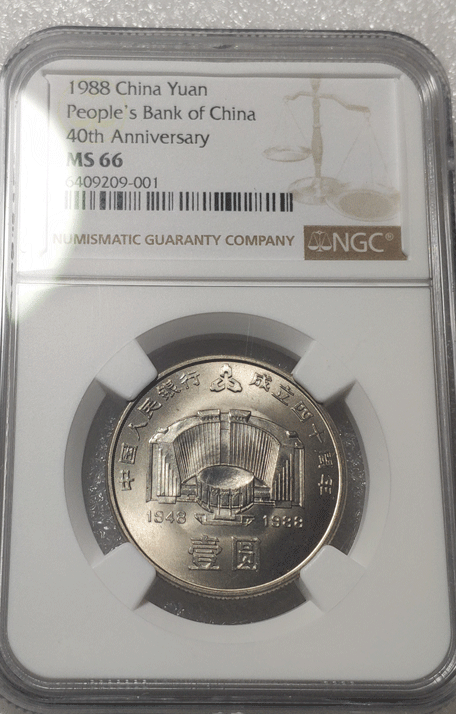 1988 China Yuan
People's Bank of China
40th Anniversary
MS 66
6409209-001
NUMISMATIC GUARANTY COMPANY NGC®
中国人民银行 成立四十周年
1948 1988
壹圆